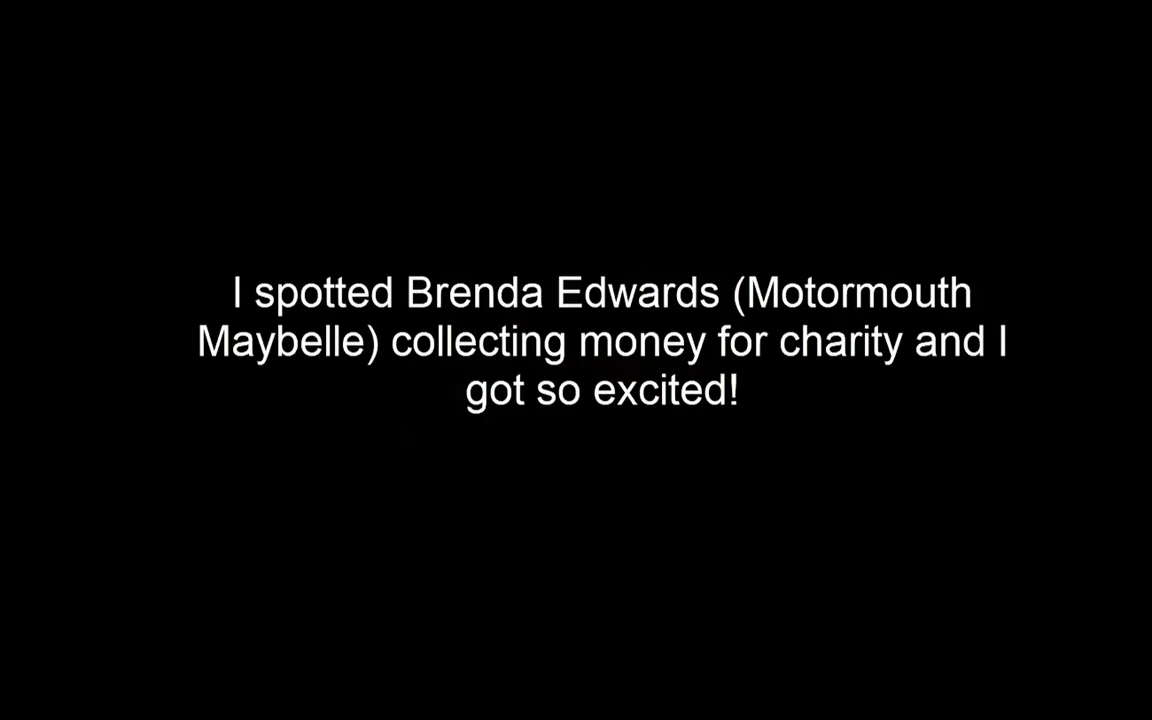 I spotted Brenda Edwards (Motormouth
Maybelle) collecting money for charity and I
got so excited!